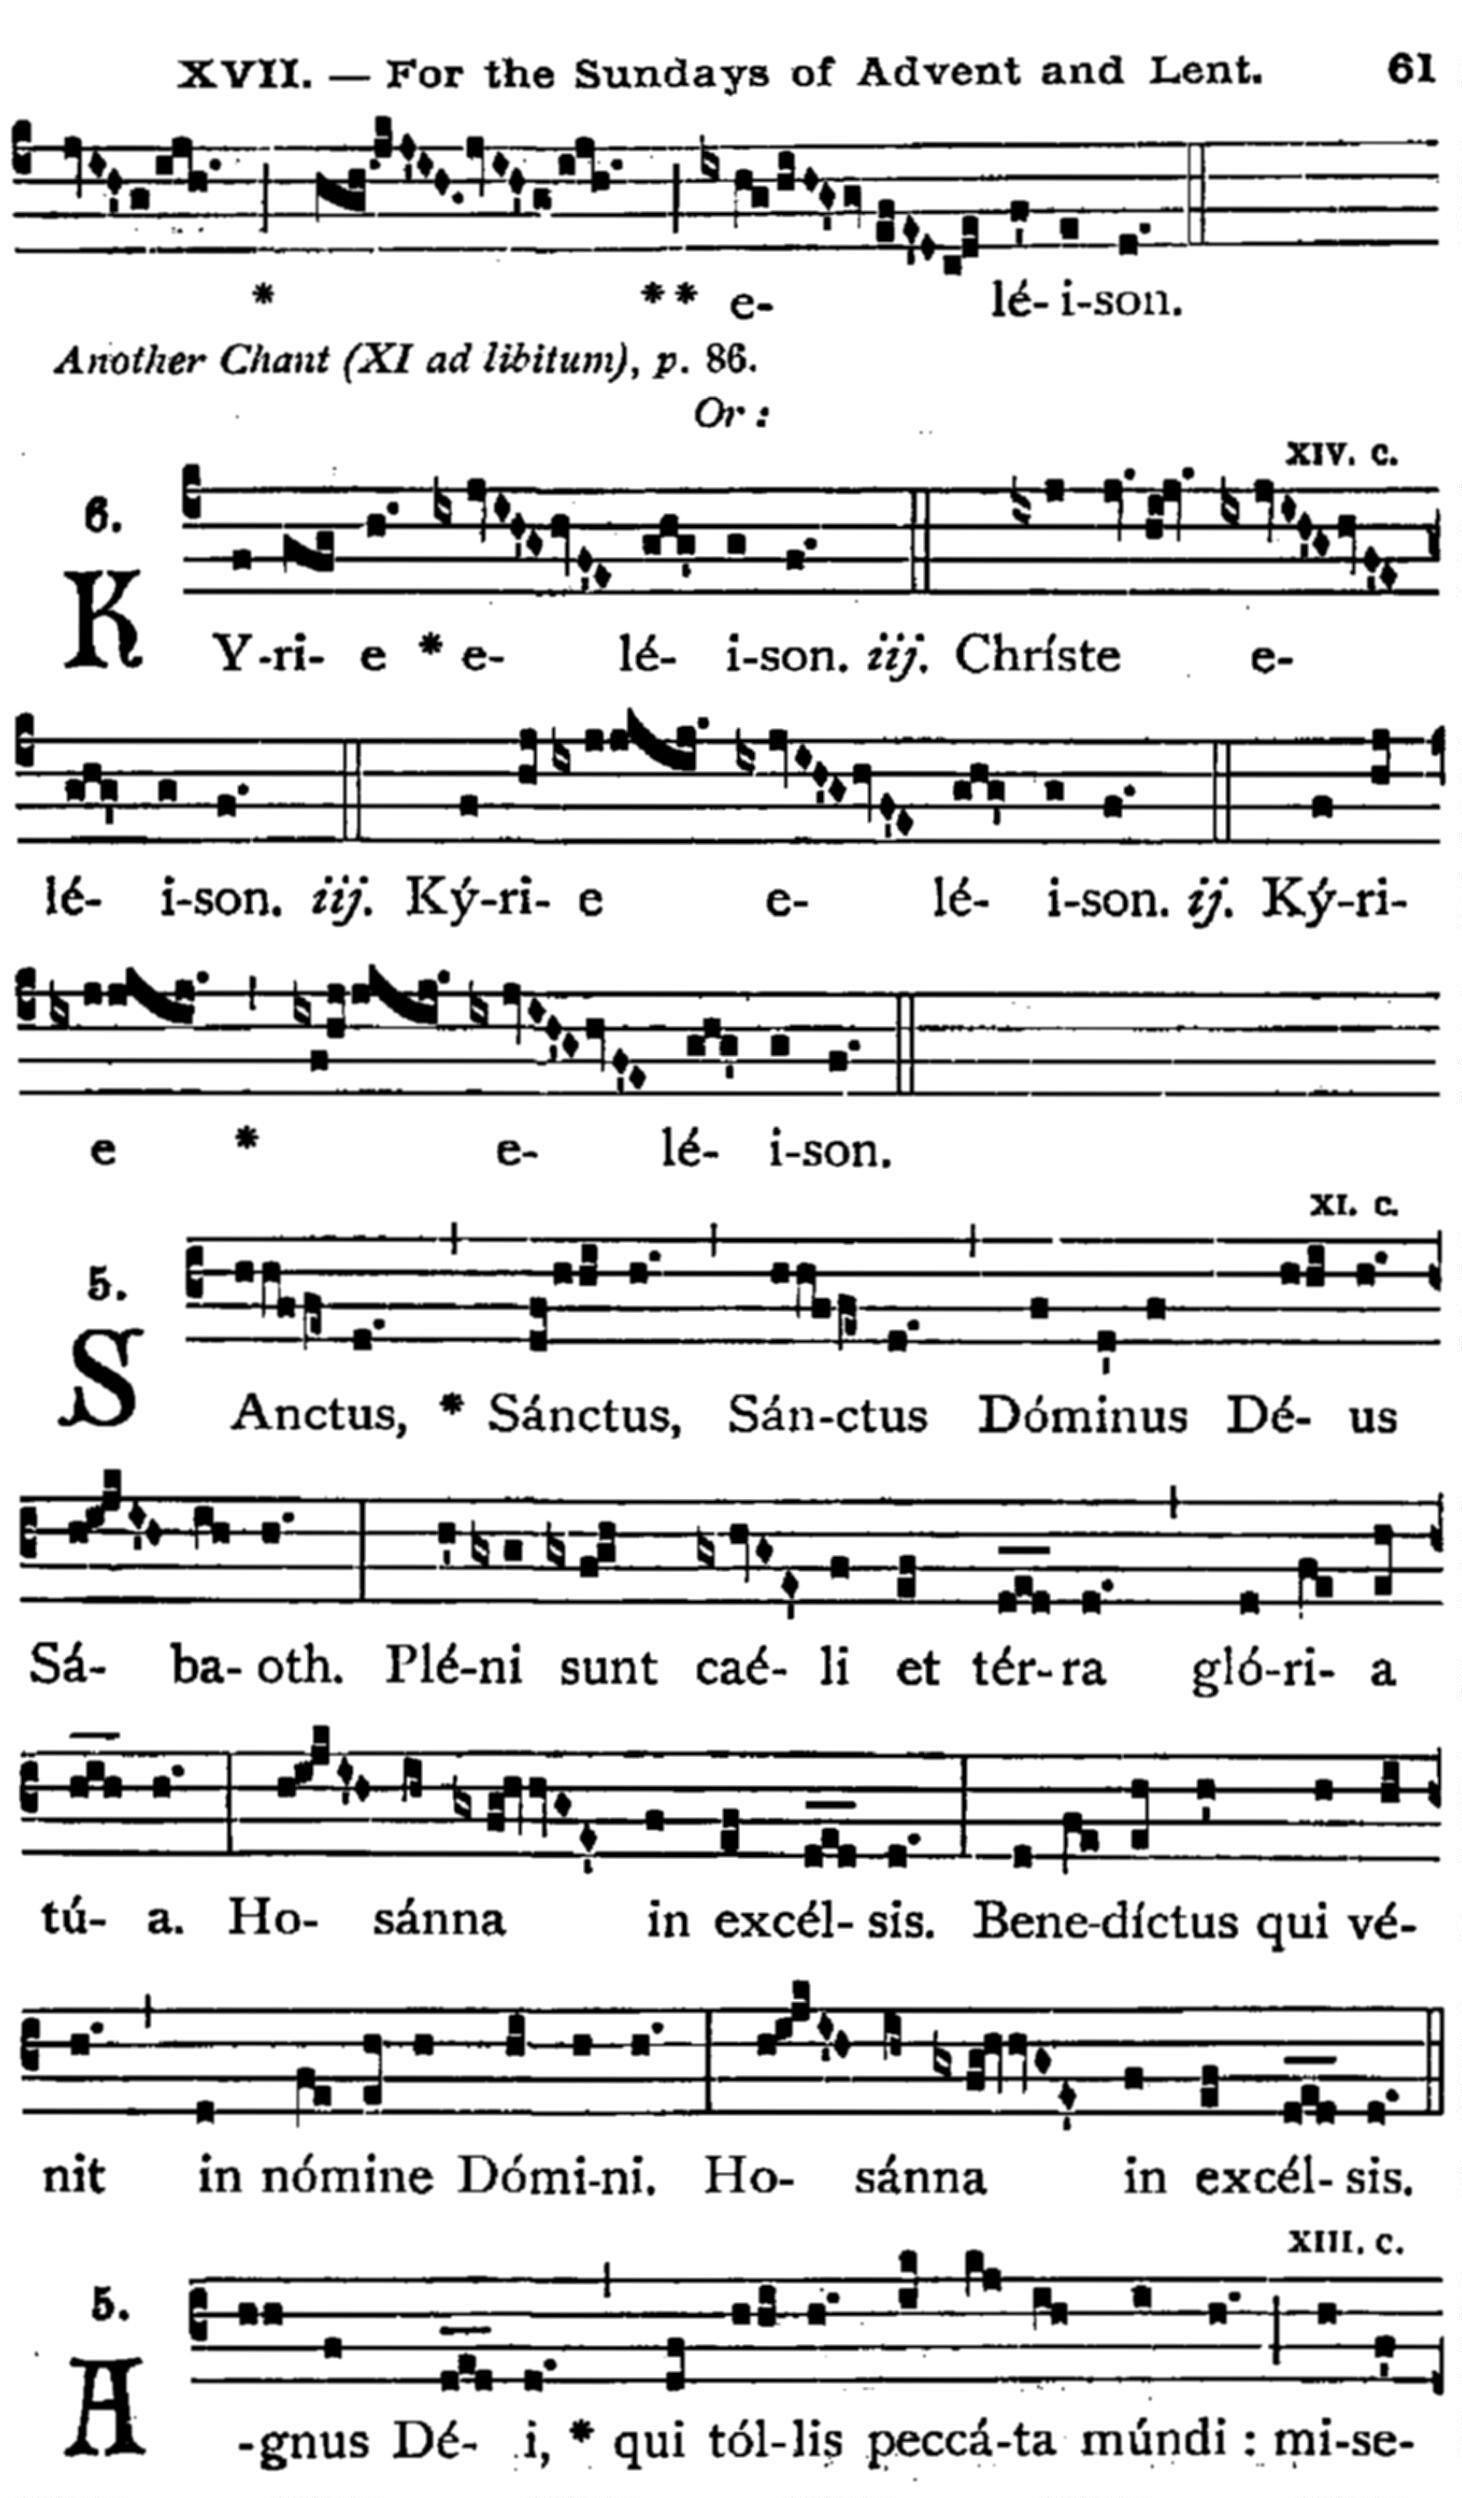 XVII. — For the Sundays of Advent and Lent. 61
* ** e- lé- i-son.
Another Chant (XI ad libitum), p. 86.
Or :
XIV. c.
6.
KY-ri- e * e- lé- i-son. iij. Chríste e-
lé- i-son. iij. Ký-ri- e e- lé- i-son. ij. Ký-ri-
e * e- lé- i-son.
XI. c.
5.
SAnctus, * Sánctus, Sán-ctus Dóminus Dé- us
Sá- ba- oth. Plé-ni sunt caé- li et tér- ra gló-ri- a
tú- a. Ho- sánna in excél- sis. Bene-díctus qui vé-
nit in nómine Dómi-ni. Ho- sánna in excél- sis.
XIII. c.
5.
A-gnus Dé- i, * qui tól-lis peccá-ta múndi : mi-se-